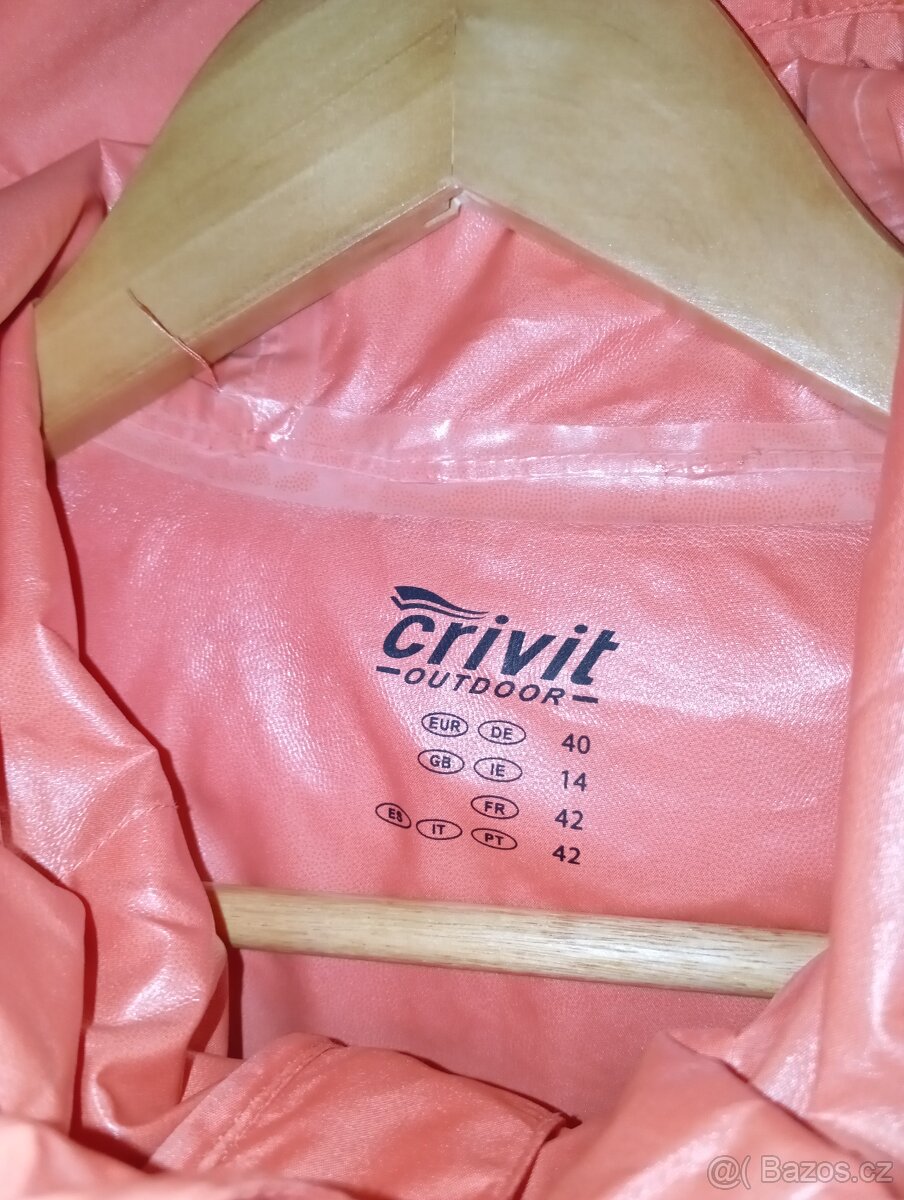 crivit
OUTDOOR
EUR DE 40
GB IE 14
FR 42
ES IT PT 42
@( Bazos.cz